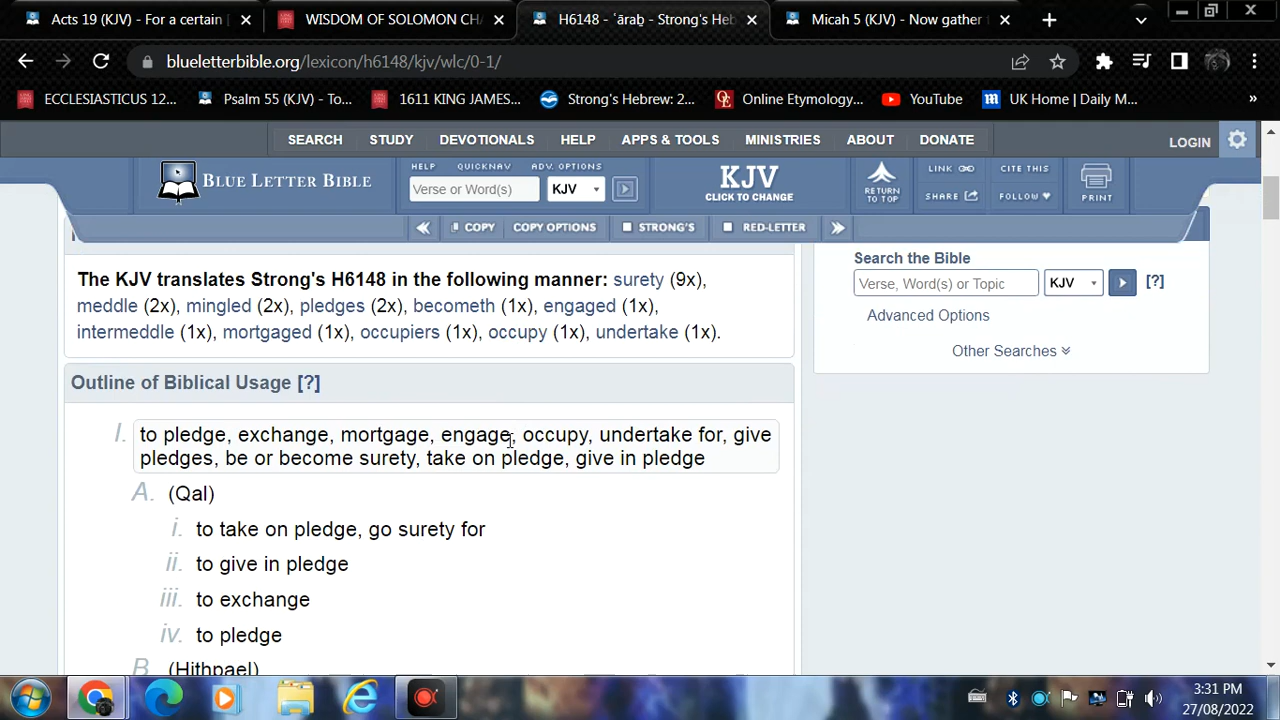 Acts 19 (KJV) - For a certain
WISDOM OF SOLOMON CHA
H6148 - ʿāraḇ - Strong's Heb
Micah 5 (KJV) - Now gather
blueletterbible.org/lexicon/h6148/kjv/wlc/0-1/
ECCLESIASTICUS 12...
Psalm 55 (KJV) - To...
1611 KING JAMES...
Strong's Hebrew: 2...
Online Etymology...
YouTube
UK Home | Daily M...
SEARCH STUDY DEVOTIONALS HELP APPS & TOOLS MINISTRIES ABOUT DONATE
LOGIN
BLUE LETTER BIBLE
HELP QUICKNAV ADV. OPTIONS
Verse or Word(s) KJV
KJV
CLICK TO CHANGE
RETURN
TO TOP
LINK
SHARE
CITE THIS
FOLLOW
PRINT
COPY COPY OPTIONS STRONG'S RED-LETTER
The KJV translates Strong's H6148 in the following manner: surety (9x),
meddle (2x), mingled (2x), pledges (2x), becometh (1x), engaged (1x),
intermeddle (1x), mortgaged (1x), occupiers (1x), occupy (1x), undertake (1x).
Search the Bible
Verse, Word(s) or Topic KJV [?]
Advanced Options
Other Searches
Outline of Biblical Usage [?]
I. to pledge, exchange, mortgage, engage, occupy, undertake for, give
pledges, be or become surety, take on pledge, give in pledge
A. (Qal)
i. to take on pledge, go surety for
ii. to give in pledge
iii. to exchange
iv. to pledge
B (Hithpael)
3:31 PM
27/08/2022